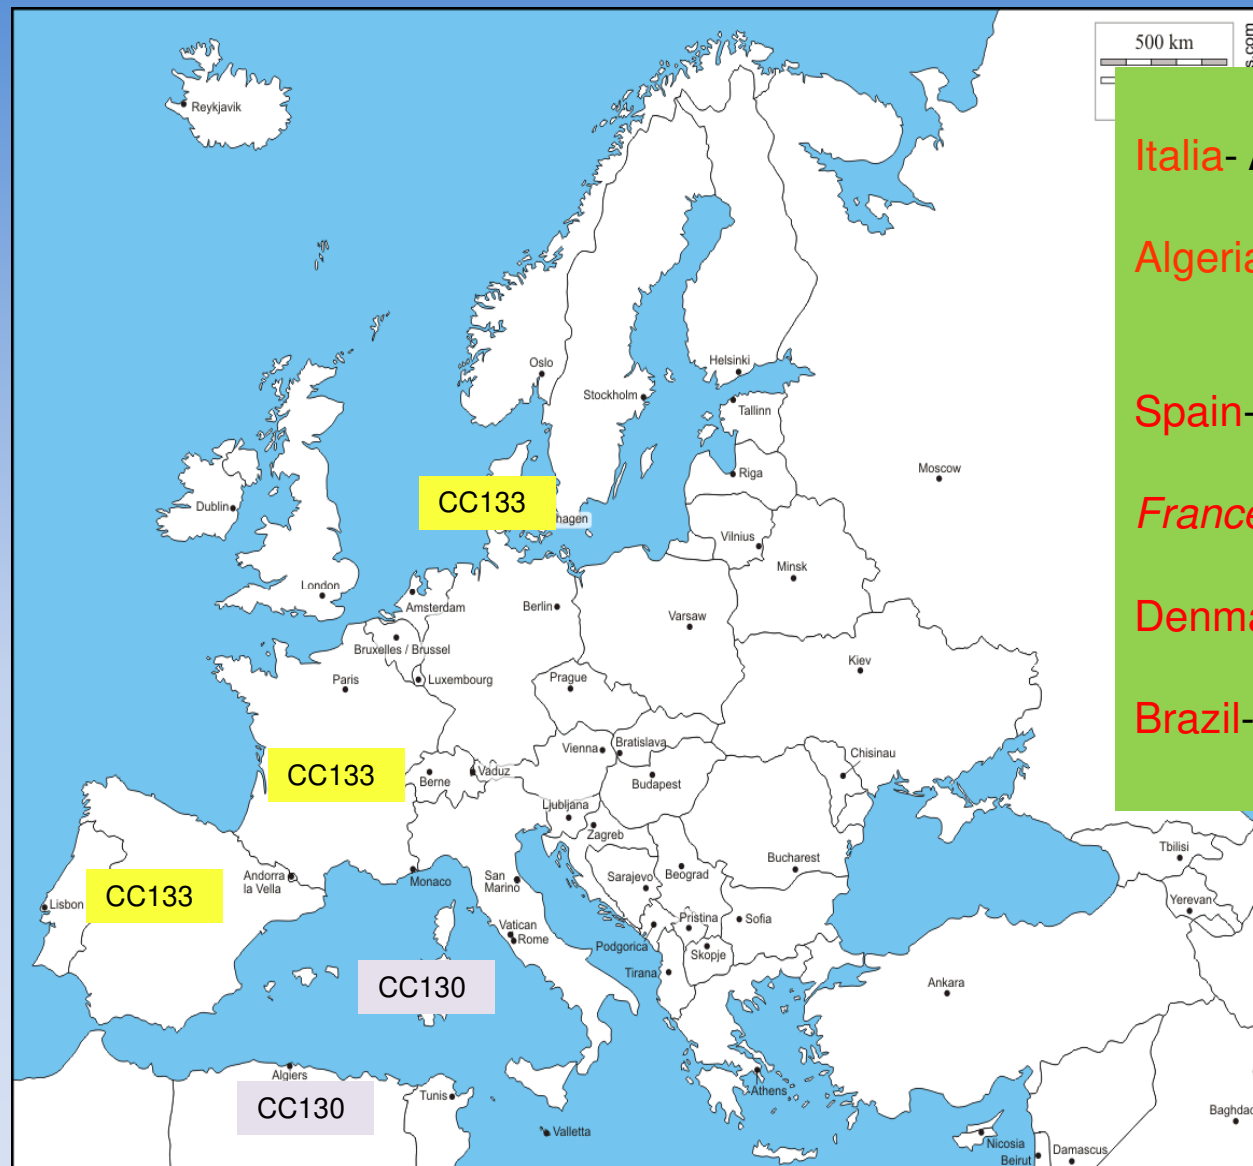 500 km
s.com
Reykjavik
Italia- A
Algeria
Spain-
France
Denma
Brazil-
Oslo
Helsinki
Stockholm
Tallinn
Riga
Moscow
CC133
hagen
Dublin
Vilnius
Minsk
London
Amsterdam
Berlin
Varsaw
Bruxelles / Brussel
Kiev
Paris
Luxembourg
Prague
Vienna
Bratislava
Chisinau
CC133
Berne
Vaduz
Budapest
Ljubljana
Zagreb
Tbilisi
Bucharest
Andorra
la Vella
Monaco
San
Marino
Sarajevo
Beograd
CC133
Lisbon
Yerevan
Vatican
Rome
Pristina
Sofia
Podgorica
Skopje
Tirana
CC130
Ankara
Algiers
CC130
Tunis
Athens
Valletta
Baghdad
Nicosia
Beirut
Damascus